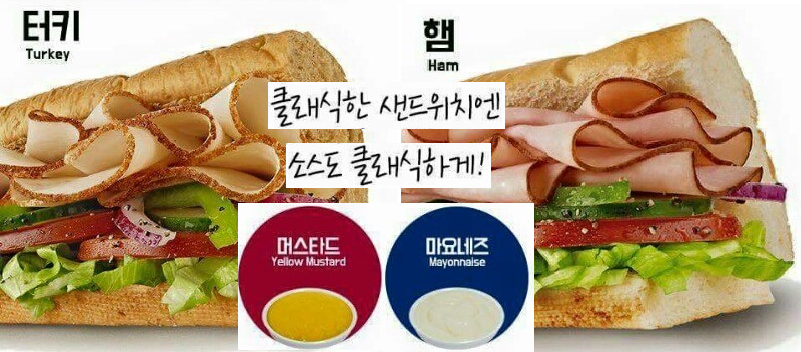 터키
Turkey
햄
Ham
클래식한 샌드위치엔
소스도 클래식하게!
머스타드
Yellow Mustard
마요네즈
Mayonnaise